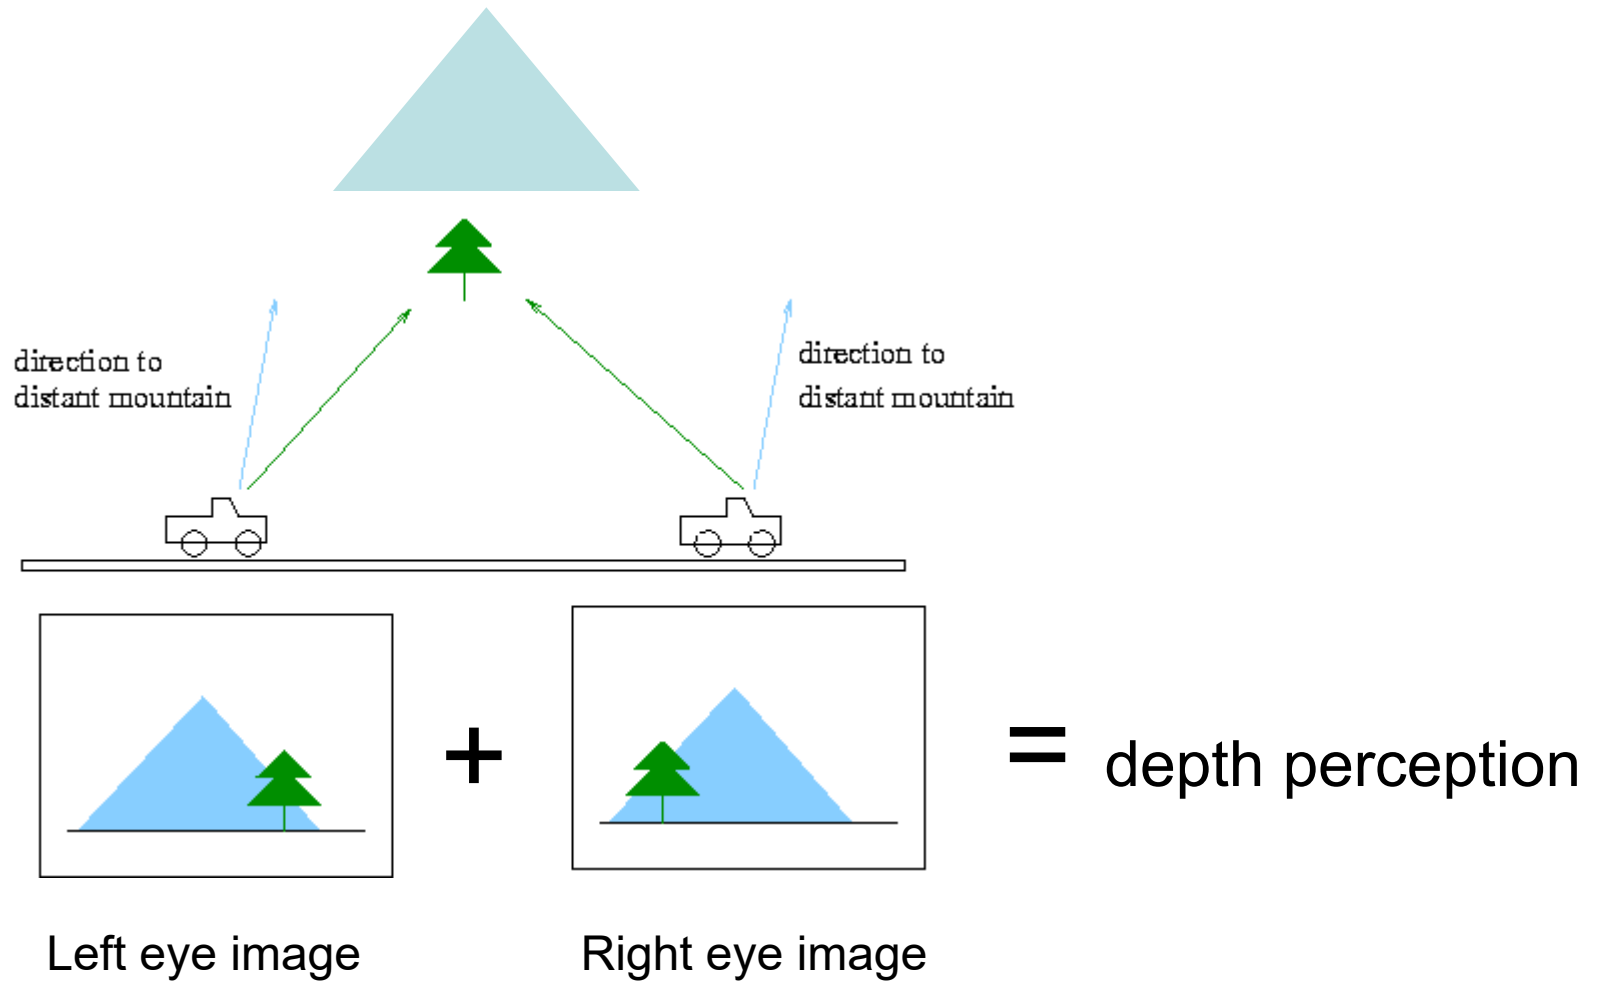 direction to
distant mountain
direction to
distant mountain
+
= depth perception
Left eye image
Right eye image